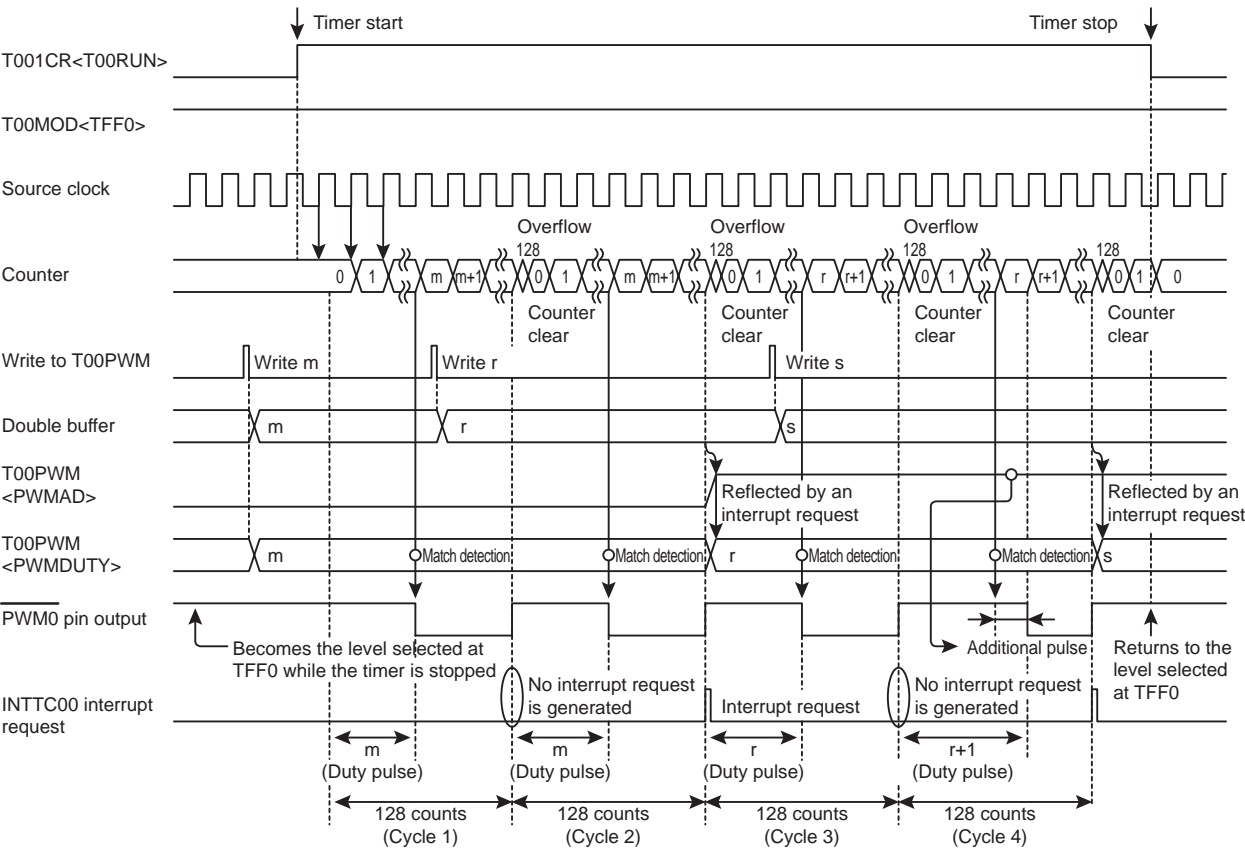 Timer start
Timer stop
T001CR<T00RUN>
T00MOD<TFF0>
Source clock
Overflow
Overflow
Overflow
128
128
128
128
Counter
0 1 m m+1 0 1 m m+1 0 1 r r+1 0 1 r r+1 0 1 0
Counter
clear
Counter
clear
Counter
clear
Counter
clear
Write to T00PWM
Write m
Write r
Write s
Double buffer
m
r
s
T00PWM
<PWMAD>
Reflected by an
interrupt request
Reflected by an
interrupt request
T00PWM
<PWMDUTY>
m
Match detection
Match detection
r
Match detection
Match detection
s
PWM0 pin output
Becomes the level selected at
TFF0 while the timer is stopped
Additional pulse
Returns to the
level selected
at TFF0
INTTC00 interrupt
request
No interrupt request
is generated
Interrupt request
No interrupt request
is generated
m
(Duty pulse)
m
(Duty pulse)
r
(Duty pulse)
r+1
(Duty pulse)
128 counts
(Cycle 1)
128 counts
(Cycle 2)
128 counts
(Cycle 3)
128 counts
(Cycle 4)